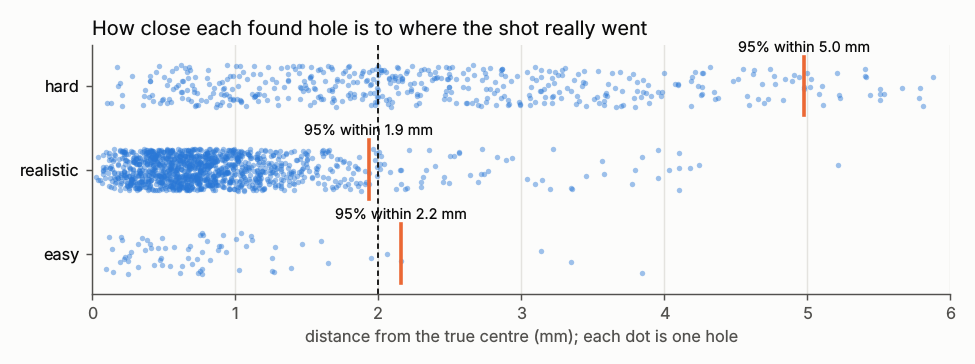 How close each found hole is to where the shot really went
95% within 5.0 mm
hard
95% within 1.9 mm
realistic
95% within 2.2 mm
easy
0 1 2 3 4 5 6
distance from the true centre (mm); each dot is one hole